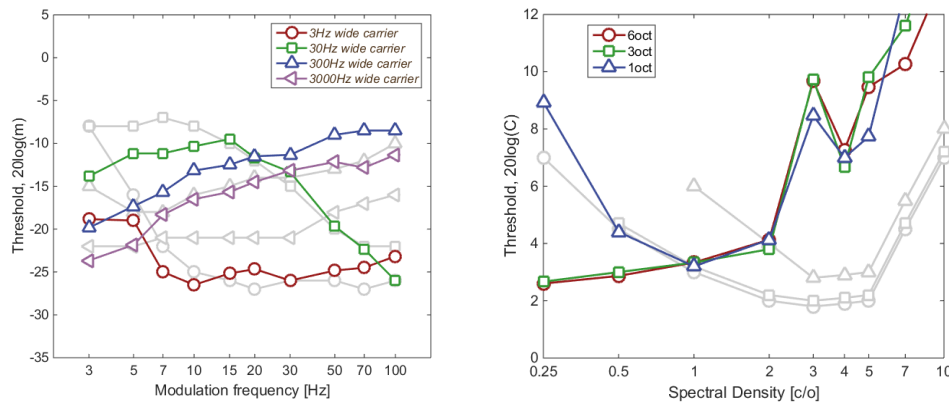 5
0
-5
-10
-15
-20
-25
-30
-35
Threshold, 20log(m)
3Hz wide carrier
30Hz wide carrier
300Hz wide carrier
3000Hz wide carrier
3 5 7 10 15 20 30 50 70 100
Modulation frequency [Hz]
12
10
8
6
4
2
0
Threshold, 20log(C)
6oct
3oct
1oct
0.25 0.5 1 2 3 4 5 7 10
Spectral Density [c/o]